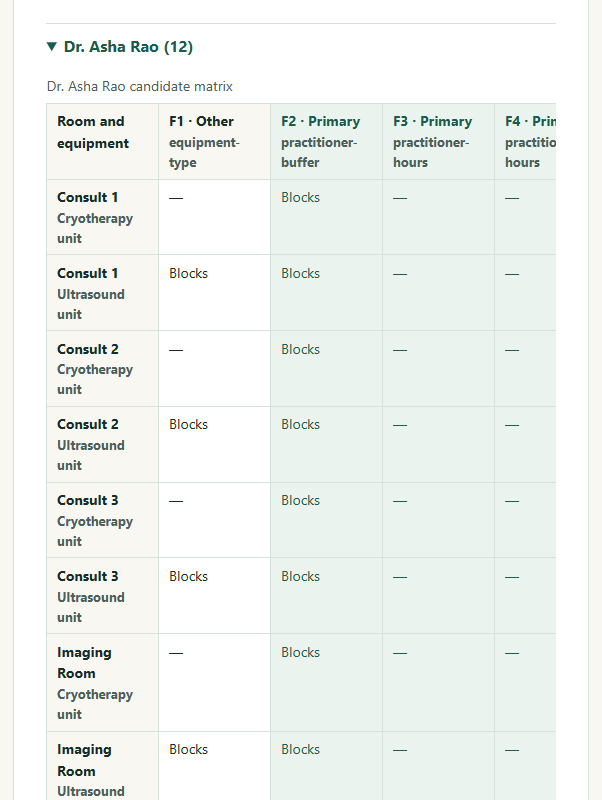 ▼ Dr. Asha Rao (12)
Dr. Asha Rao candidate matrix
Room and equipment | F1 · Other equipment-type | F2 · Primary practitioner-buffer | F3 · Primary practitioner-hours | F4 · hours
Consult 1 Cryotherapy unit | — | Blocks | — | —
Consult 1 Ultrasound unit | Blocks | Blocks | — | —
Consult 2 Cryotherapy unit | — | Blocks | — | —
Consult 2 Ultrasound unit | Blocks | Blocks | — | —
Consult 3 Cryotherapy unit | — | Blocks | — | —
Consult 3 Ultrasound unit | Blocks | Blocks | — | —
Imaging Room Cryotherapy unit | — | Blocks | — | —
Imaging Room Ultrasound | Blocks | Blocks | — | —